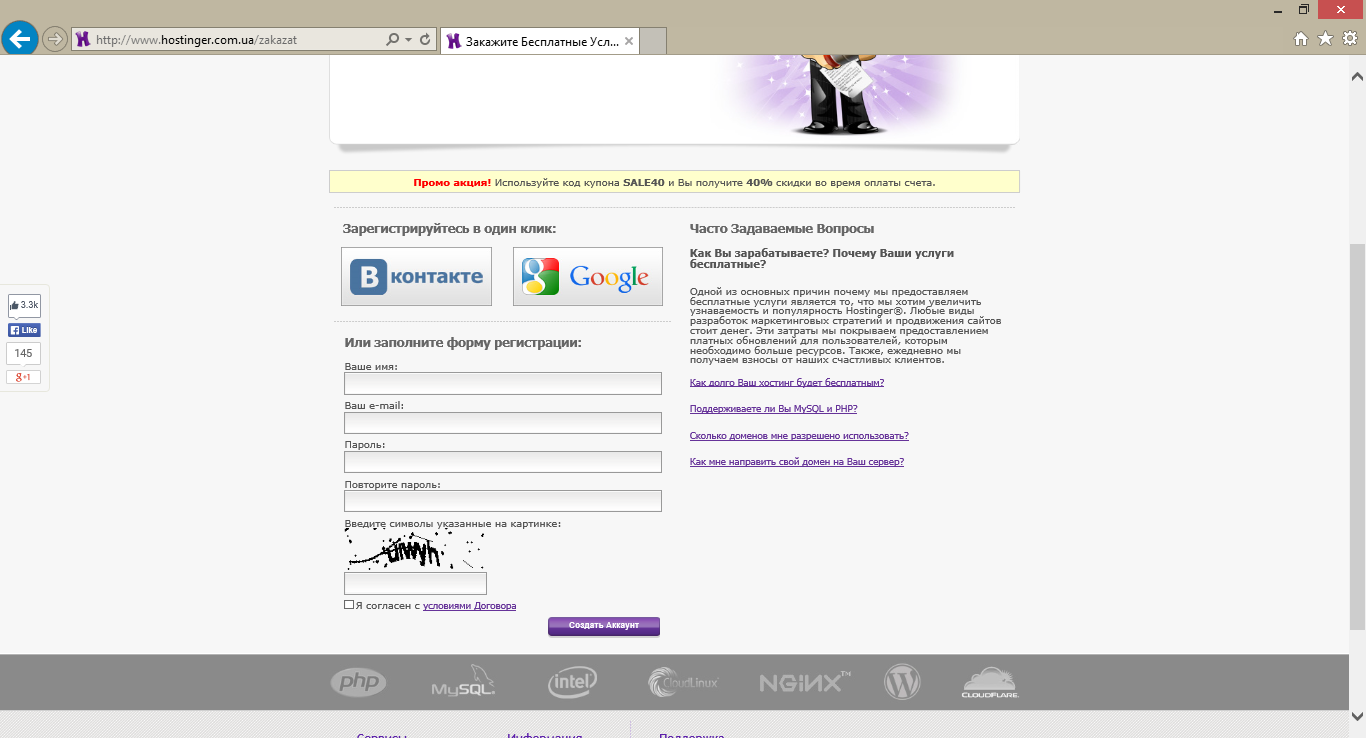 http://www.hostinger.com.ua/zakazat
Закажите Бесплатные Усл...
Промо акция! Используйте код купона SALE40 и Вы получите 40% скидки во время оплаты счета.
Зарегистрируйтесь в один клик:
В контакте
Google
3.3k
Like
145
g+1
Или заполните форму регистрации:
Ваше имя:
Ваш e-mail:
Пароль:
Повторите пароль:
Введите символы указанные на картинке:
Я согласен с условиями Договора
Создать Аккаунт
Часто Задаваемые Вопросы
Как Вы зарабатываете? Почему Ваши услуги
бесплатные?
Одной из основных причин почему мы предоставляем
бесплатные услуги является то, что мы хотим увеличить
узнаваемость и популярность Hostinger®. Любые виды
разработок маркетинговых стратегий и продвижения сайтов
стоит денег. Эти затраты мы покрываем предоставлением
платных обновлений для пользователей, которым
необходимо больше ресурсов. Также, ежедневно мы
получаем взносы от наших счастливых клиентов.
Как долго Ваш хостинг будет бесплатным?
Поддерживаете ли Вы MySQL и PHP?
Сколько доменов мне разрешено использовать?
Как мне направить свой домен на Ваш сервер?
php
MySQL
intel
CloudLinux
NGINX™
W
CLOUDFLARE
Сервисы
Информация
Поддержка